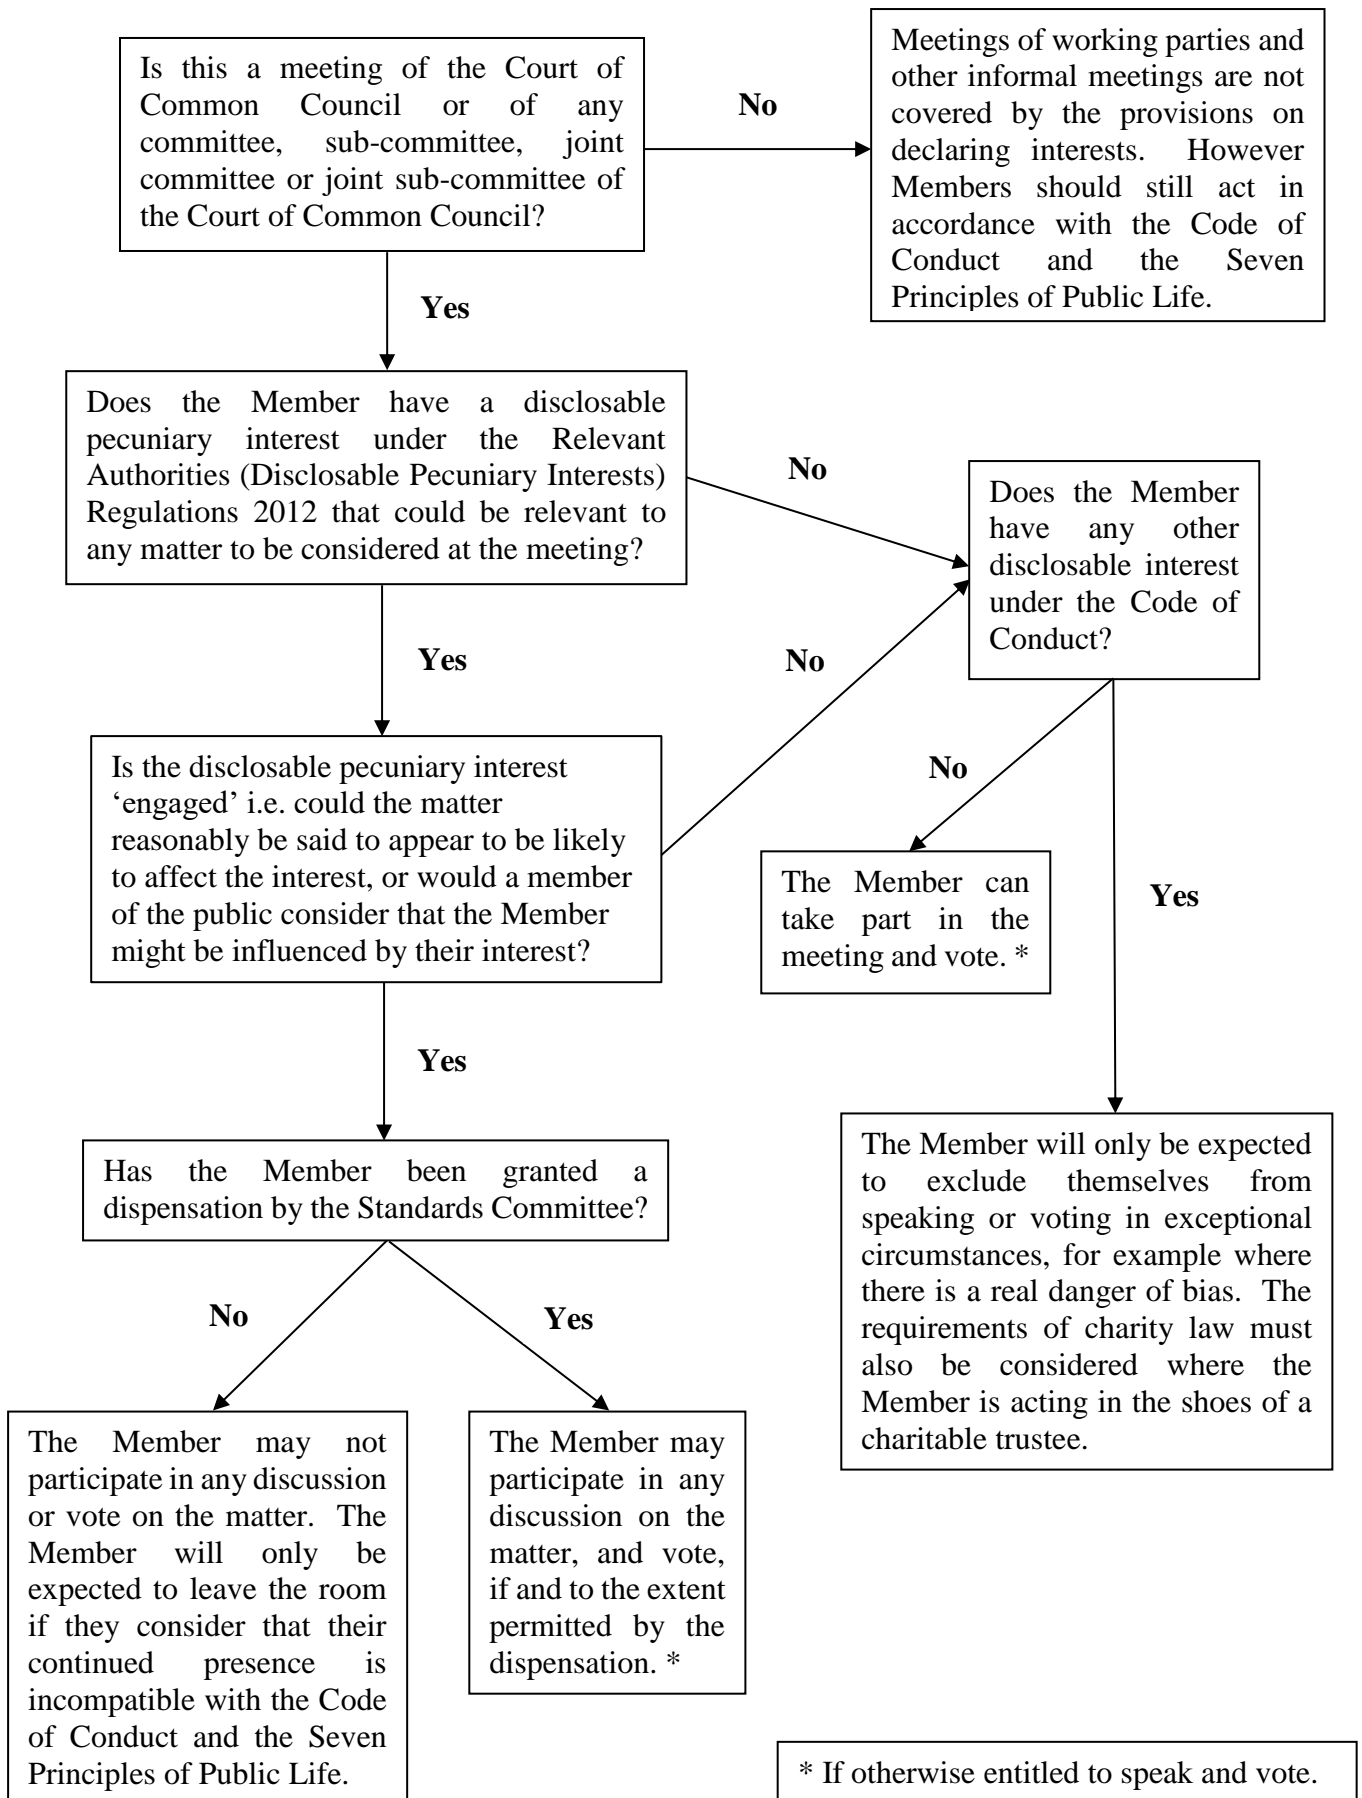 Is this a meeting of the Court of
Common Council or of any
committee, sub-committee, joint
committee or joint sub-committee of
the Court of Common Council?
No
Meetings of working parties and
other informal meetings are not
covered by the provisions on
declaring interests. However
Members should still act in
accordance with the Code of
Conduct and the Seven
Principles of Public Life.
Yes
Does the Member have a disclosable
pecuniary interest under the Relevant
Authorities (Disclosable Pecuniary Interests)
Regulations 2012 that could be relevant to
any matter to be considered at the meeting?
No
Does the Member
have any other
disclosable interest
under the Code of
Conduct?
Yes
No
Is the disclosable pecuniary interest
‘engaged’ i.e. could the matter
reasonably be said to appear to be likely
to affect the interest, or would a member
of the public consider that the Member
might be influenced by their interest?
No
The Member can
take part in the
meeting and vote. *
Yes
Yes
The Member will only be expected
to exclude themselves from
speaking or voting in exceptional
circumstances, for example where
there is a real danger of bias. The
requirements of charity law must
also be considered where the
Member is acting in the shoes of a
charitable trustee.
Has the Member been granted a
dispensation by the Standards Committee?
No
Yes
The Member may not
participate in any discussion
or vote on the matter. The
Member will only be
expected to leave the room
if they consider that their
continued presence is
incompatible with the Code
of Conduct and the Seven
Principles of Public Life.
The Member may
participate in any
discussion on the
matter, and vote,
if and to the extent
permitted by the
dispensation. *
* If otherwise entitled to speak and vote.